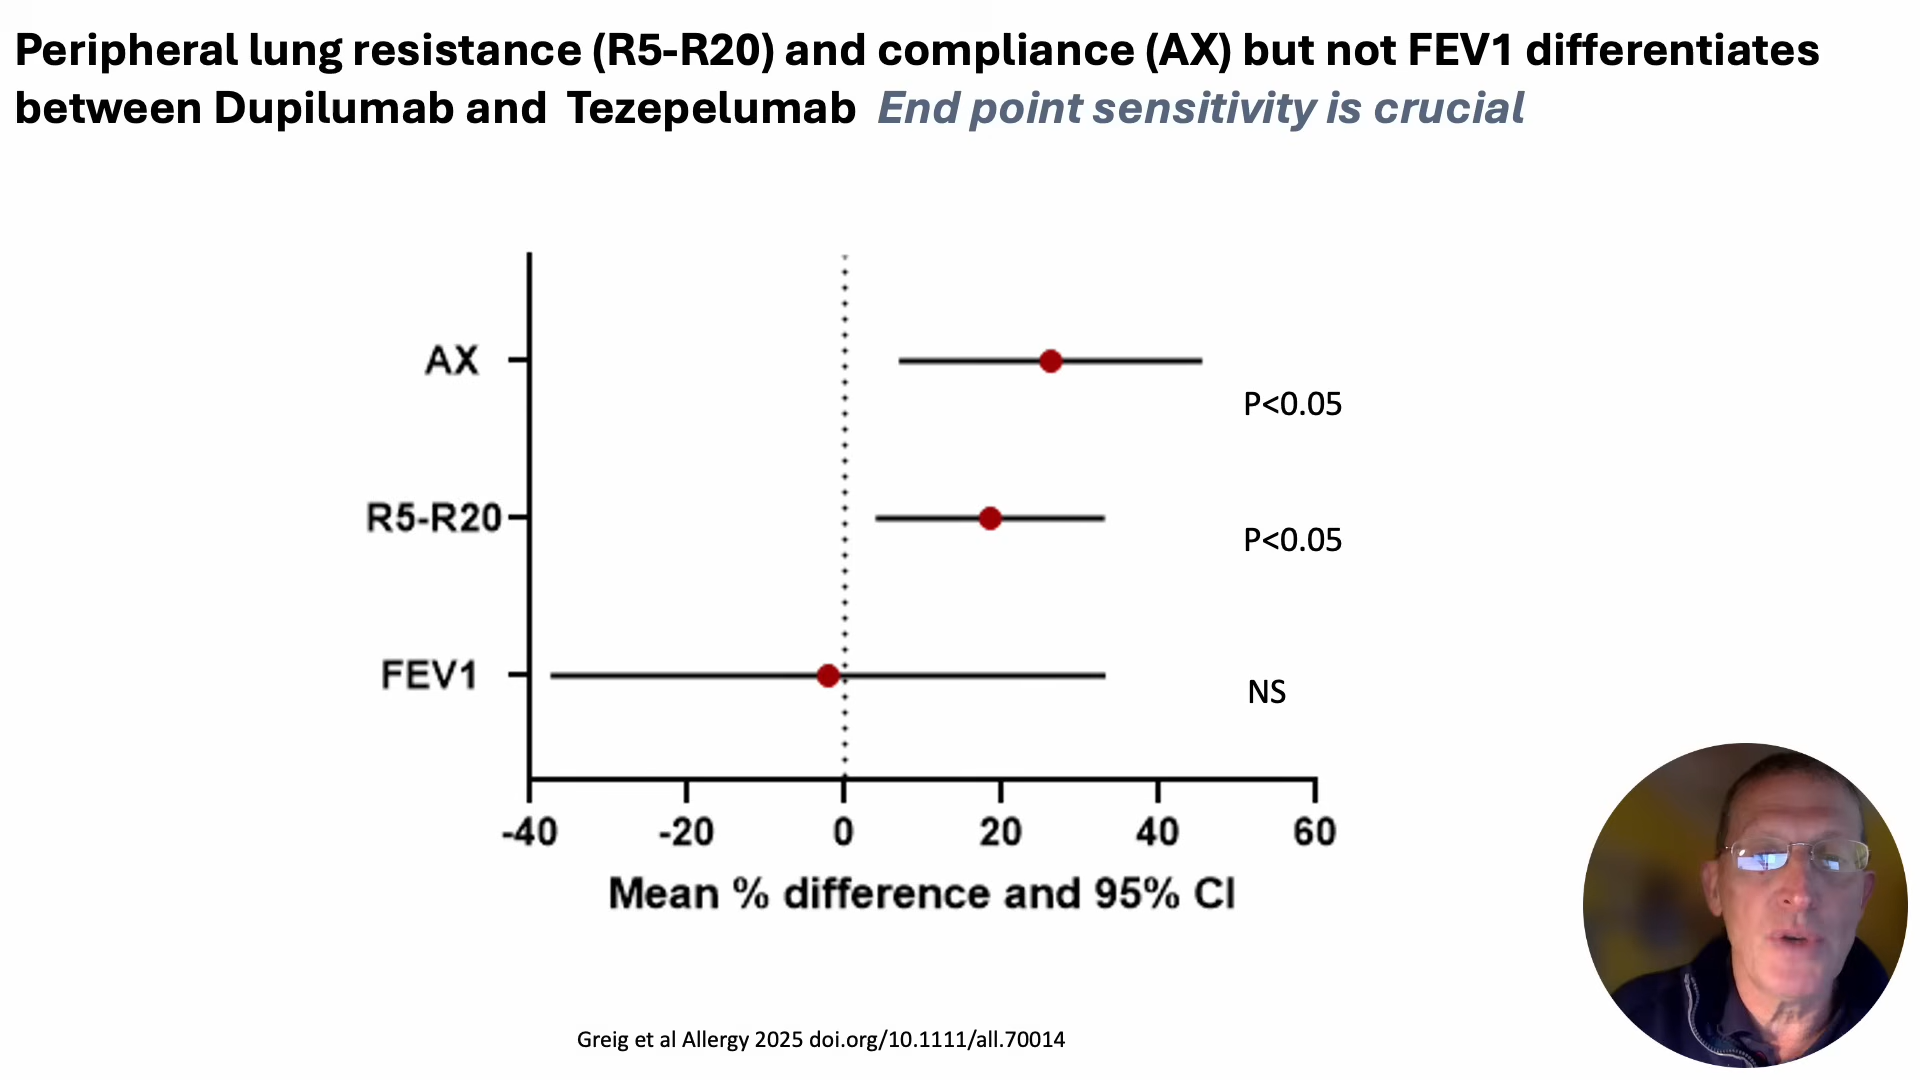 Peripheral lung resistance (R5-R20) and compliance (AX) but not FEV1 differentiates
between Dupilumab and Tezepelumab End point sensitivity is crucial
AX
P<0.05
R5-R20
P<0.05
FEV1
NS
-40 -20 0 20 40 60
Mean % difference and 95% CI
Greig et al Allergy 2025 doi.org/10.1111/all.70014